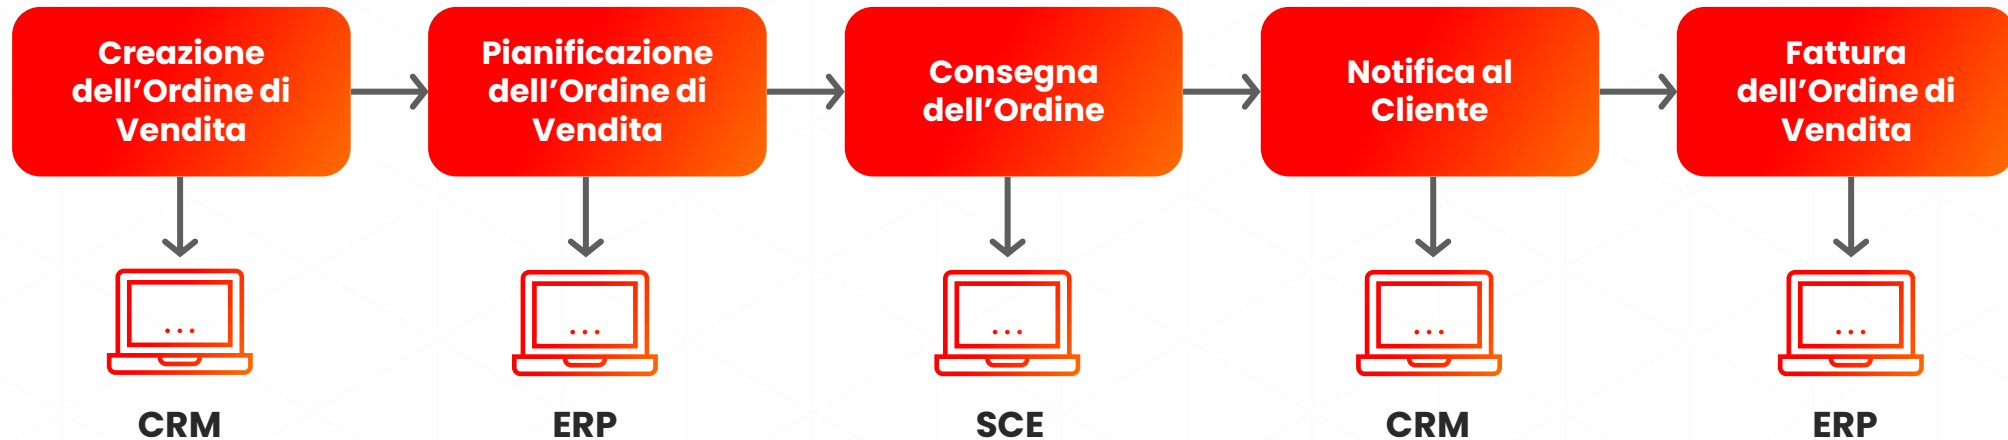 Creazione
dell’Ordine di
Vendita
Pianificazione
dell’Ordine di
Vendita
Consegna
dell’Ordine
Notifica al
Cliente
Fattura
dell’Ordine di
Vendita
CRM
ERP
SCE
CRM
ERP